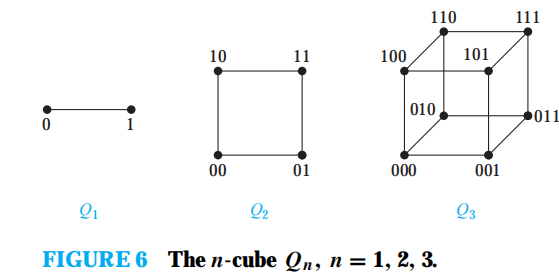 110 111
10 11 100 101
010 011
0 1
00 01 000 001
Q1 Q2 Q3
FIGURE 6 The n-cube Qn, n = 1, 2, 3.